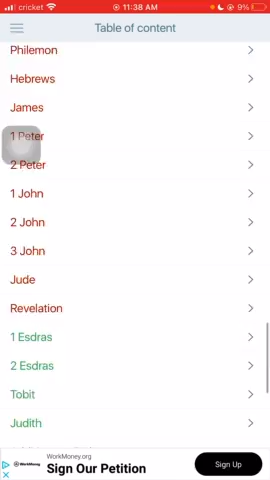 cricket 11:38 AM 9%
Table of content
Philemon
Hebrews
James
1 Peter
2 Peter
1 John
2 John
3 John
Jude
Revelation
1 Esdras
2 Esdras
Tobit
Judith
WorkMoney.org
WorkMoney
Sign Our Petition
Sign Up